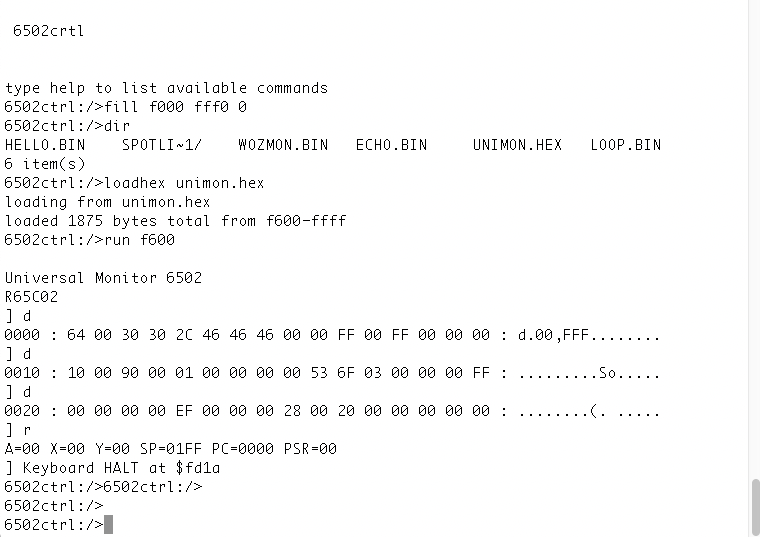 6502crtl
type help to list available commands
6502ctrl:/>fill f000 fff0 0
6502ctrl:/>dir
HELLO.BIN    SPOTLI~1/    WOZMON.BIN   ECHO.BIN     UNIMON.HEX   LOOP.BIN
6 item(s)
6502ctrl:/>loadhex unimon.hex
loading from unimon.hex
loaded 1875 bytes total from f600-ffff
6502ctrl:/>run f600
Universal Monitor 6502
R65C02
] d
0000 : 64 00 30 30 2C 46 46 46 00 00 FF 00 FF 00 00 00 : d.00,FFF........
] d
0010 : 10 00 90 00 01 00 00 00 00 53 6F 03 00 00 00 FF : .........So.....
] d
0020 : 00 00 00 00 EF 00 00 00 28 00 20 00 00 00 00 00 : ........(. .....
] r
A=00 X=00 Y=00 SP=01FF PC=0000 PSR=00
] Keyboard HALT at $fd1a
6502ctrl:/>6502ctrl:/>
6502ctrl:/>
6502ctrl:/>